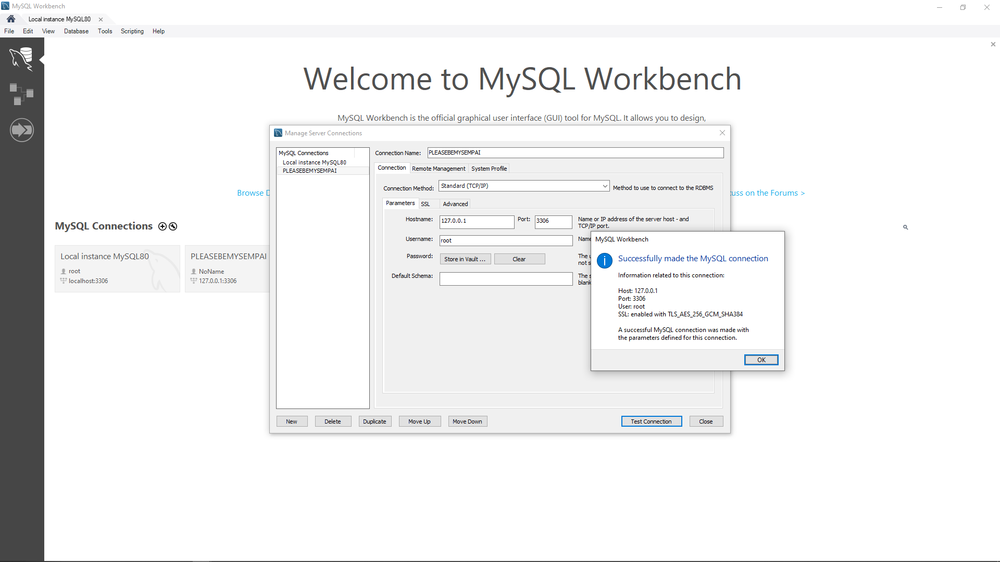 MySQL Workbench
Local instance MySQL80
File Edit View Database Tools Scripting Help
Welcome to MySQL Workbench
MySQL Workbench is the official graphical user interface (GUI) tool for MySQL. It allows you to design,
Browse D
cuss on the Forums >
MySQL Connections
Local instance MySQL80
root
localhost:3306
PLEASEBEMYSEMPAI
NoName
127.0.0.1:3306
Manage Server Connections
MySQL Connections
Local instance MySQL80
PLEASEBEMYSEMPAI
Connection Name: PLEASEBEMYSEMPAI
Connection Remote Management System Profile
Connection Method: Standard (TCP/IP) Method to use to connect to the RDBMS
Parameters SSL Advanced
Hostname: 127.0.0.1 Port: 3306 Name or IP address of the server host - and
TCP/IP port.
Username: root Name
Password: Store in Vault ... Clear The u
not s
Default Schema: The s
blank
New Delete Duplicate Move Up Move Down Test Connection Close
MySQL Workbench
Successfully made the MySQL connection
Information related to this connection:
Host: 127.0.0.1
Port: 3306
User: root
SSL: enabled with TLS_AES_256_GCM_SHA384
A successful MySQL connection was made with
the parameters defined for this connection.
OK